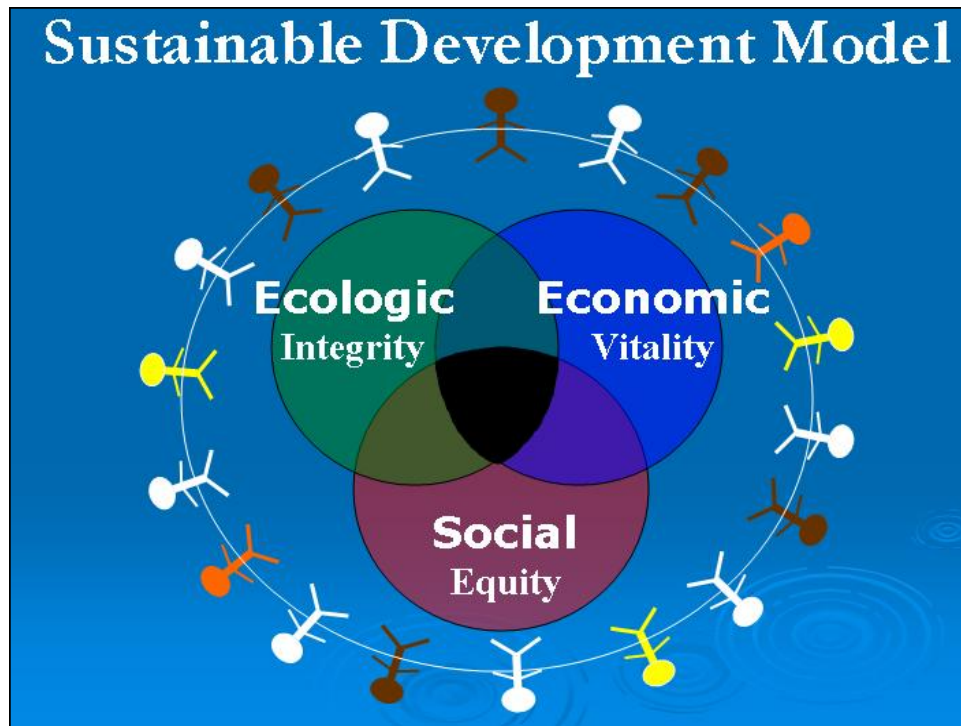 Sustainable Development Model
Ecologic
Integrity
Economic
Vitality
Social
Equity